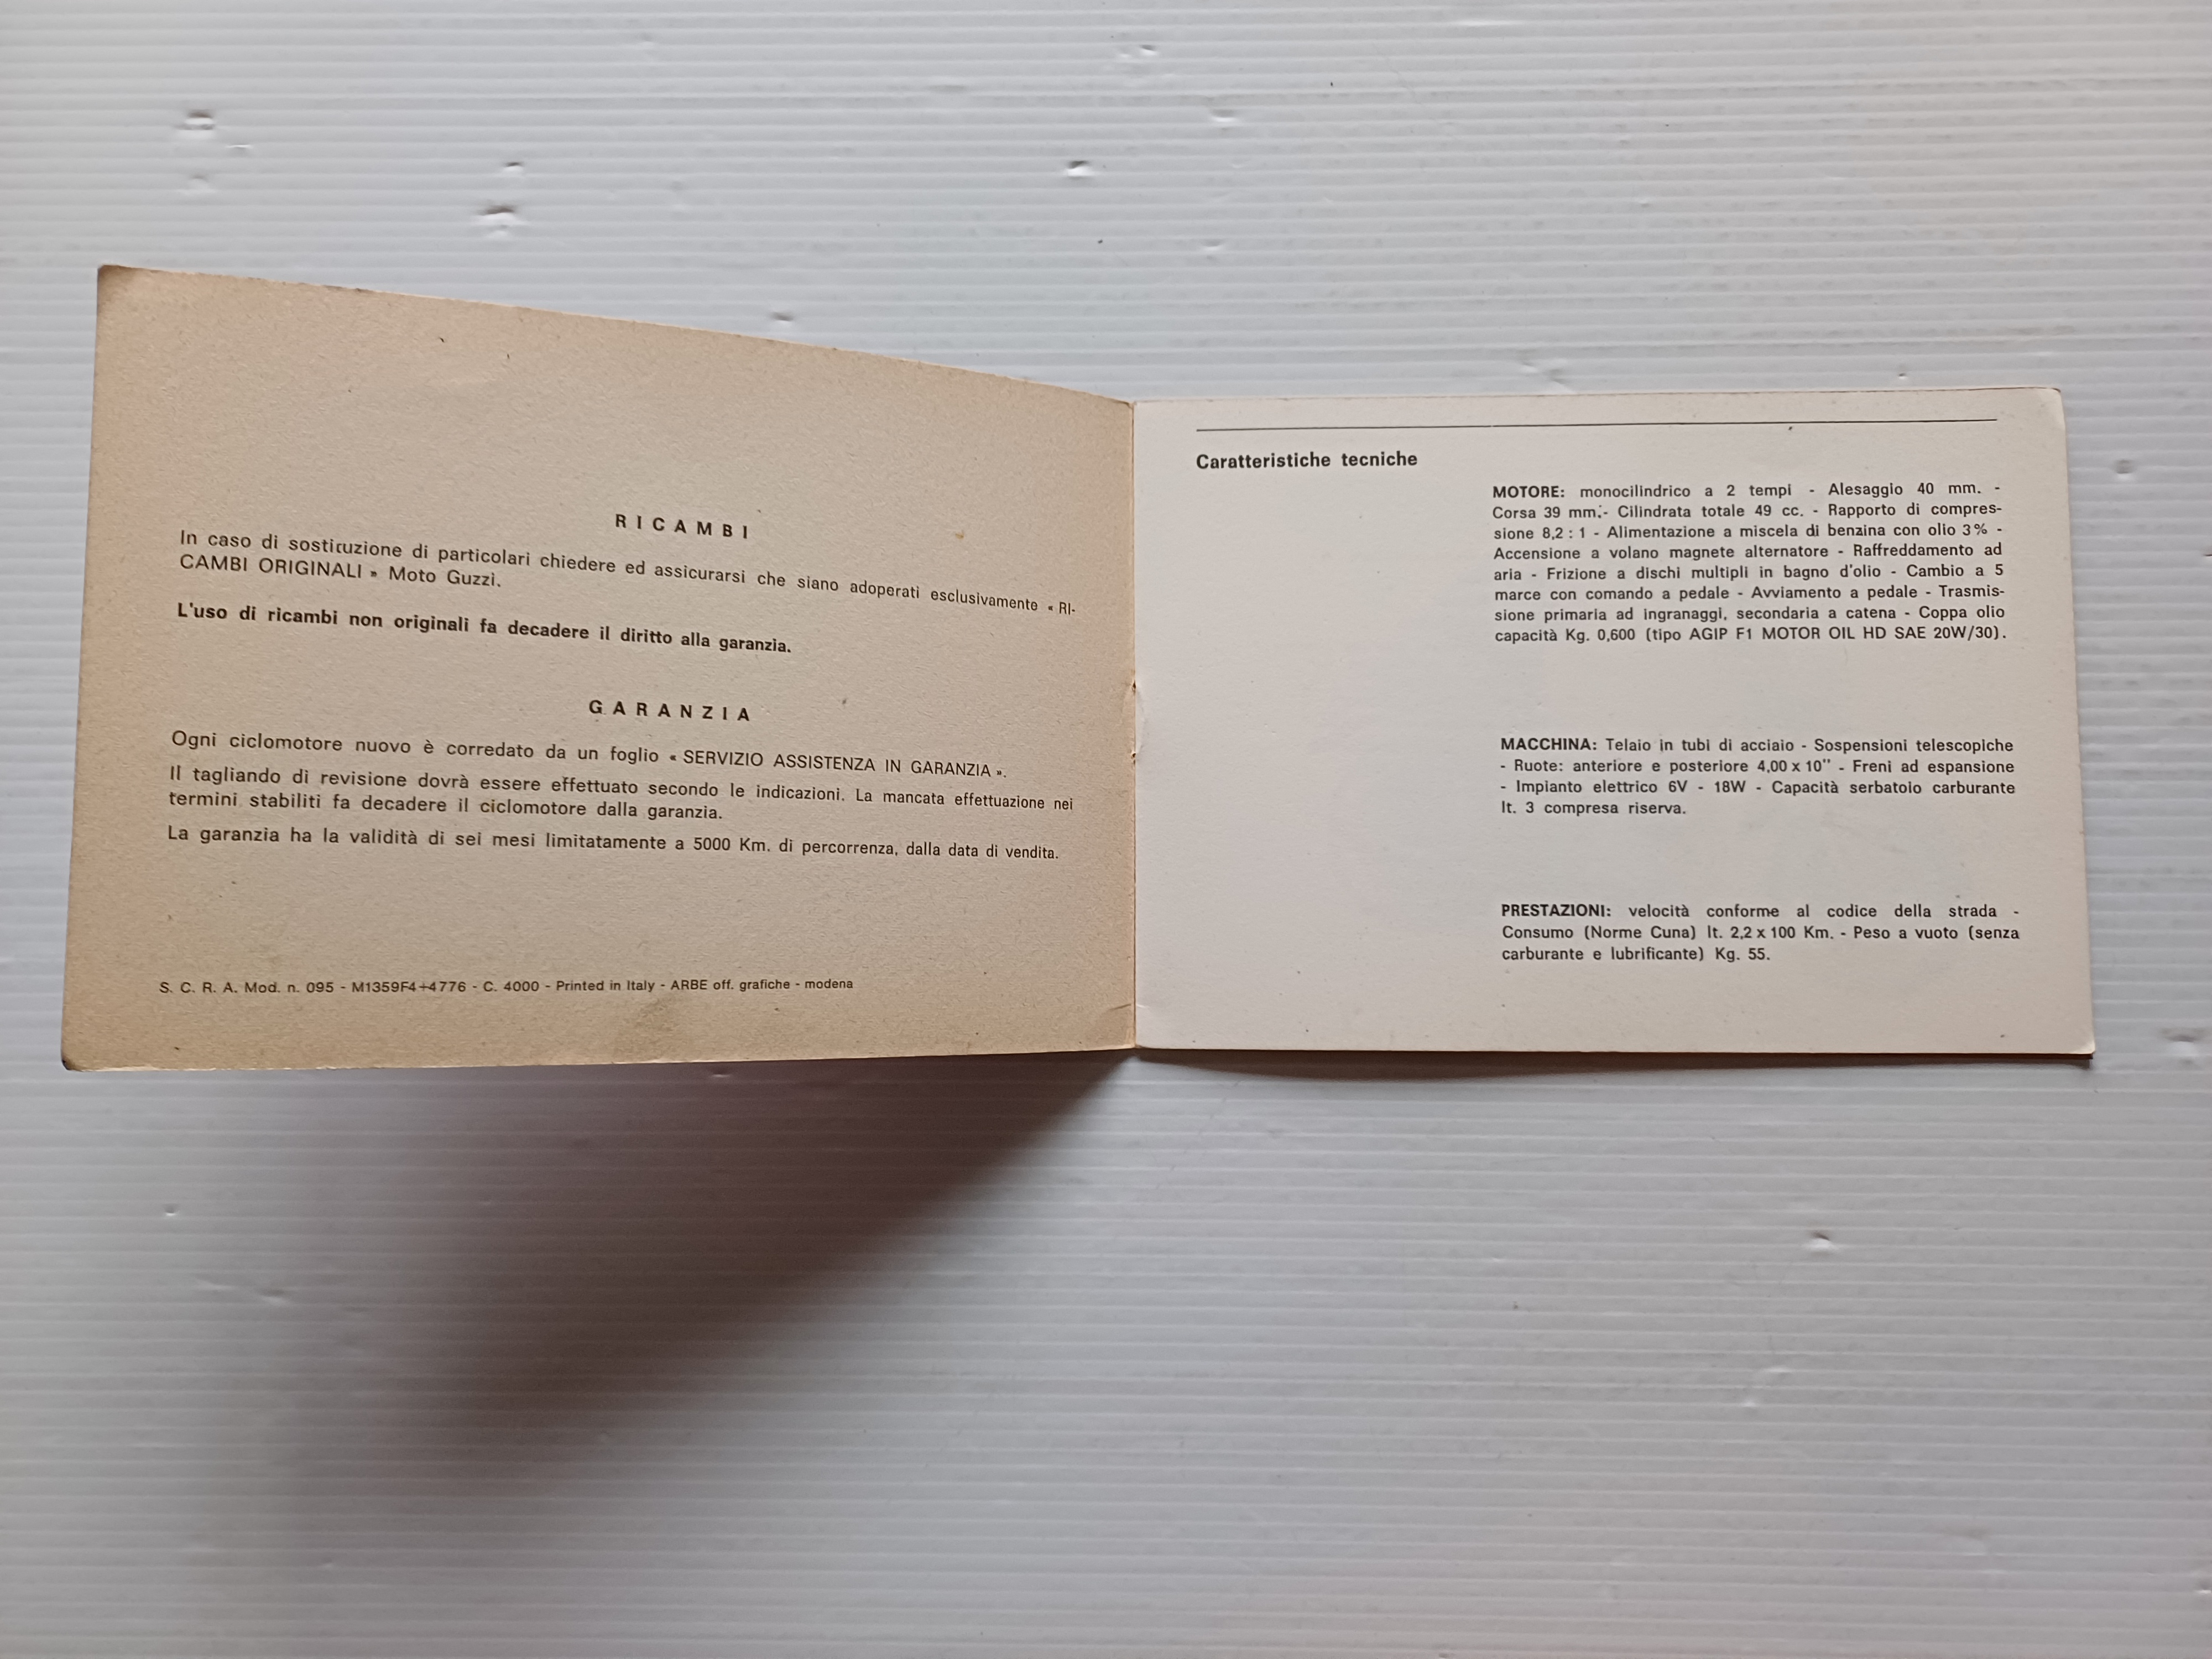 RICAMBI
In caso di sostituzione di particolari chiedere ed assicurarsi che siano adoperati esclusivamente « RI-
CAMBI ORIGINALI » Moto Guzzi.
L'uso di ricambi non originali fa decadere il diritto alla garanzia.
GARANZIA
Ogni ciclomotore nuovo è corredato da un foglio « SERVIZIO ASSISTENZA IN GARANZIA ».
Il tagliando di revisione dovrà essere effettuato secondo le indicazioni. La mancata effettuazione nei
termini stabiliti fa decadere il ciclomotore dalla garanzia.
La garanzia ha la validità di sei mesi limitatamente a 5000 Km. di percorrenza, dalla data di vendita.
S. C. R. A. Mod. n. 095 - M1359F4+4776 - C. 4000 - Printed in Italy - ARBE off. grafiche - modena
Caratteristiche tecniche
MOTORE: monocilindrico a 2 tempi - Alesaggio 40 mm. -
Corsa 39 mm. - Cilindrata totale 49 cc. - Rapporto di compres-
sione 8,2 : 1 - Alimentazione a miscela di benzina con olio 3% -
Accensione a volano magnete alternatore - Raffreddamento ad
aria - Frizione a dischi multipli in bagno d'olio - Cambio a 5
marce con comando a pedale - Avviamento a pedale - Trasmis-
sione primaria ad ingranaggi, secondaria a catena - Coppa olio
capacità Kg. 0,600 (tipo AGIP F1 MOTOR OIL HD SAE 20W/30).
MACCHINA: Telaio in tubi di acciaio - Sospensioni telescopiche
- Ruote: anteriore e posteriore 4,00 x 10'' - Freni ad espansione
- Impianto elettrico 6V - 18W - Capacità serbatoio carburante
lt. 3 compresa riserva.
PRESTAZIONI: velocità conforme al codice della strada -
Consumo (Norme Cuna) lt. 2,2 x 100 Km. - Peso a vuoto (senza
carburante e lubrificante) Kg. 55.